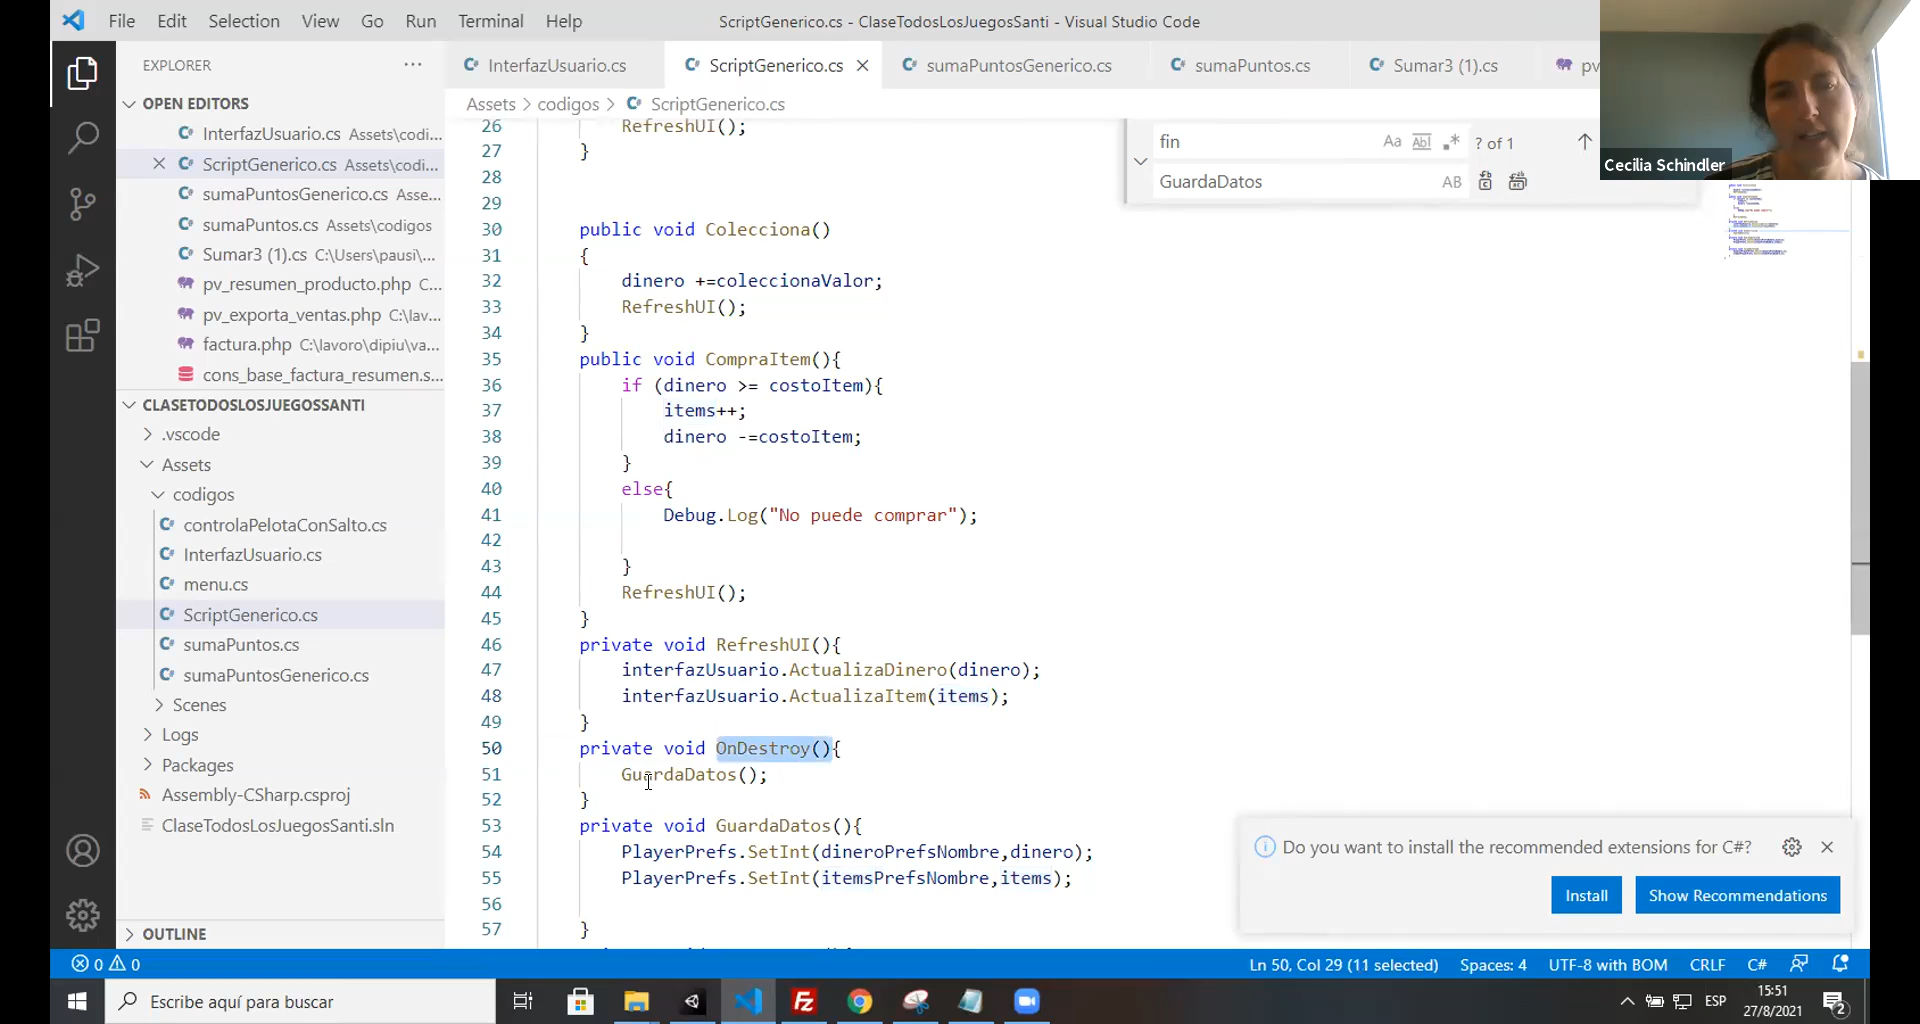 File Edit Selection View Go Run Terminal Help
ScriptGenerico.cs - ClaseTodosLosJuegosSanti - Visual Studio Code
EXPLORER ...
OPEN EDITORS
InterfazUsuario.cs Assets\codi...
ScriptGenerico.cs Assets\codi...
sumaPuntosGenerico.cs Asse...
sumaPuntos.cs Assets\codigos
Sumar3 (1).cs C:\Users\pausi\...
pv_resumen_producto.php C...
pv_exporta_ventas.php C:\lav...
factura.php C:\lavoro\dipiu\va...
cons_base_factura_resumen.s...
CLASETODOSLOSJUEGOSSANTI
.vscode
Assets
codigos
controlaPelotaConSalto.cs
InterfazUsuario.cs
menu.cs
ScriptGenerico.cs
sumaPuntos.cs
sumaPuntosGenerico.cs
Scenes
Logs
Packages
Assembly-CSharp.csproj
ClaseTodosLosJuegosSanti.sln
OUTLINE
InterfazUsuario.cs ScriptGenerico.cs sumaPuntosGenerico.cs sumaPuntos.cs Sumar3 (1).cs pv
Assets > codigos > ScriptGenerico.cs
fin Aa Abl .* ? of 1
GuardaDatos AB
Cecilia Schindler
26 RefreshUI();
27 }
28
29
30 public void Colecciona()
31 {
32 dinero +=coleccionaValor;
33 RefreshUI();
34 }
35 public void CompraItem(){
36 if (dinero >= costoItem){
37 items++;
38 dinero -=costoItem;
39 }
40 else{
41 Debug.Log("No puede comprar");
42
43 }
44 RefreshUI();
45 }
46 private void RefreshUI(){
47 interfazUsuario.ActualizaDinero(dinero);
48 interfazUsuario.ActualizaItem(items);
49 }
50 private void OnDestroy(){
51 GuardaDatos();
52 }
53 private void GuardaDatos(){
54 PlayerPrefs.SetInt(dineroPrefsNombre,dinero);
55 PlayerPrefs.SetInt(itemsPrefsNombre,items);
56
57 }
Do you want to install the recommended extensions for C#?
Install Show Recommendations
0 0 Ln 50, Col 29 (11 selected) Spaces: 4 UTF-8 with BOM CRLF C#
Escribe aquí para buscar
ESP
15:51
27/8/2021
2